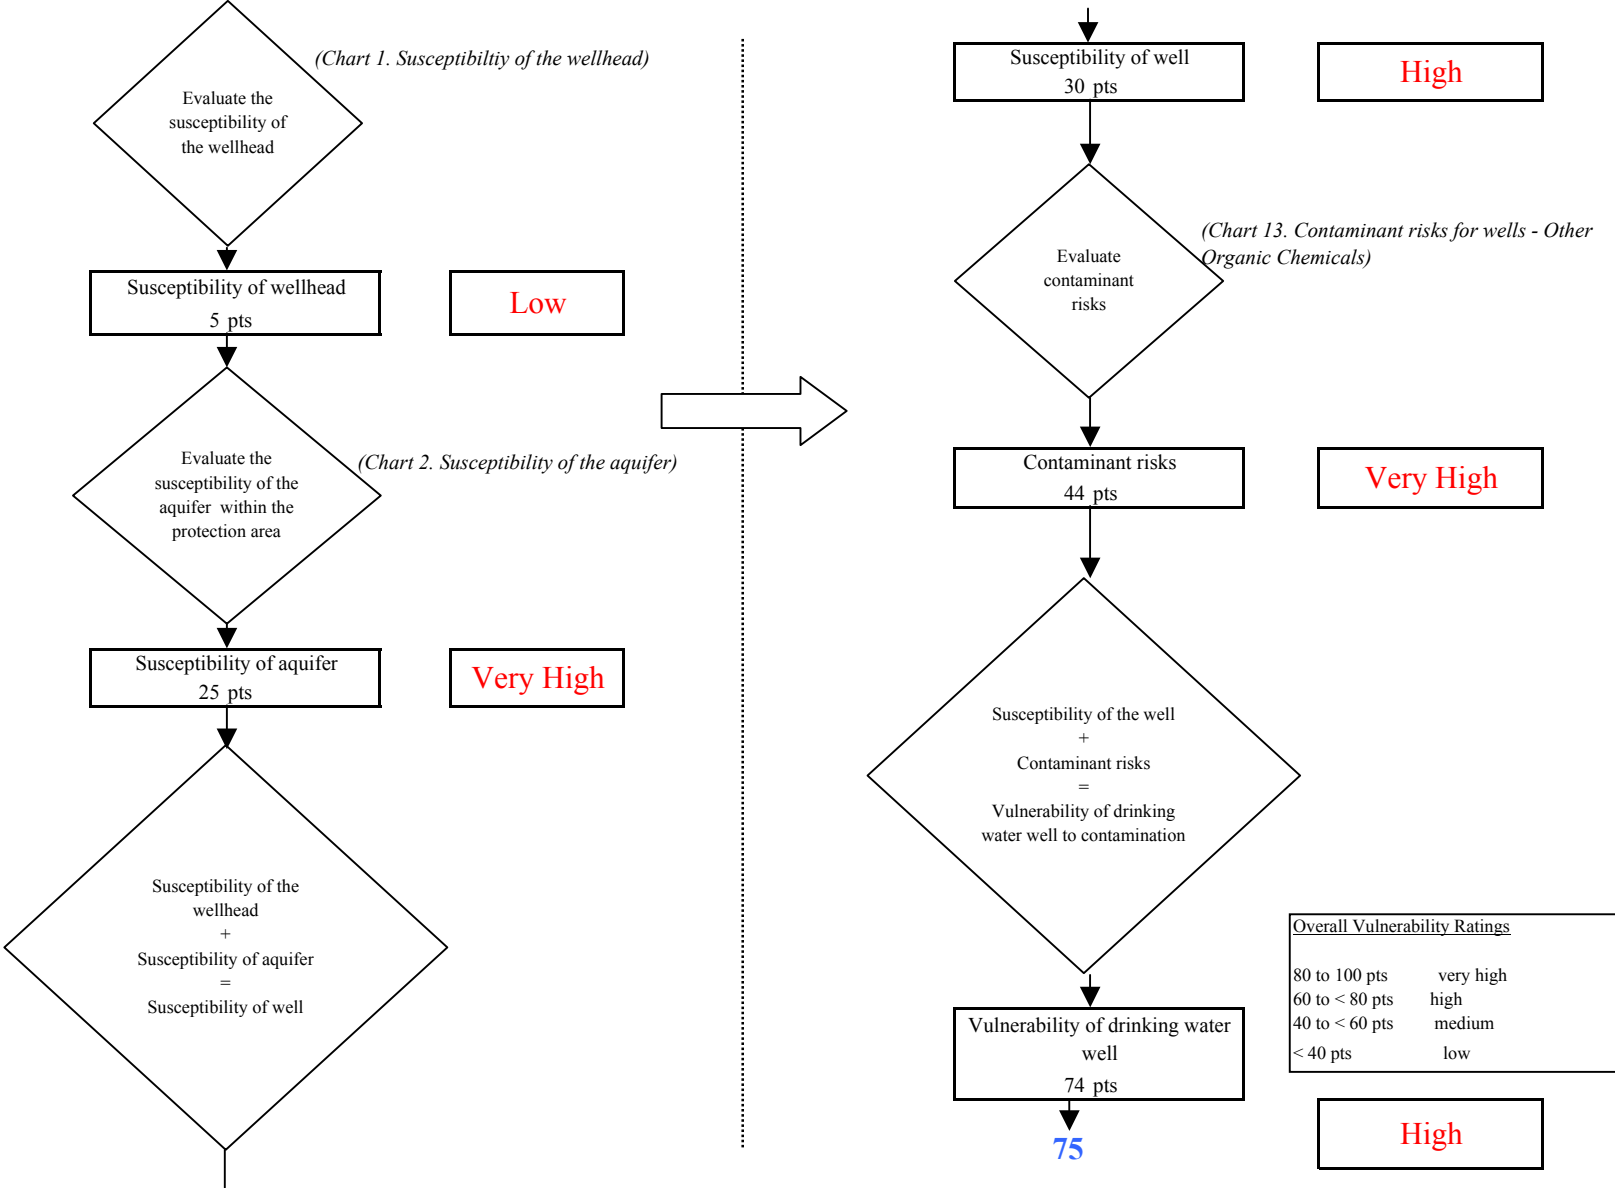 (Chart 1. Susceptibiltiy of the wellhead)
Evaluate the
susceptibility of
the wellhead
Susceptibility of wellhead
5 pts
Low
Evaluate the
susceptibility of the
aquifer within the
protection area
(Chart 2. Susceptibility of the aquifer)
Susceptibility of aquifer
25 pts
Very High
Susceptibility of the
wellhead
+
Susceptibility of aquifer
=
Susceptibility of well
Susceptibility of well
30 pts
High
Evaluate
contaminant
risks
(Chart 13. Contaminant risks for wells - Other
Organic Chemicals)
Contaminant risks
44 pts
Very High
Susceptibility of the well
+
Contaminant risks
=
Vulnerability of drinking
water well to contamination
Overall Vulnerability Ratings
80 to 100 pts very high
60 to < 80 pts high
40 to < 60 pts medium
< 40 pts low
Vulnerability of drinking water
well
74 pts
75
High